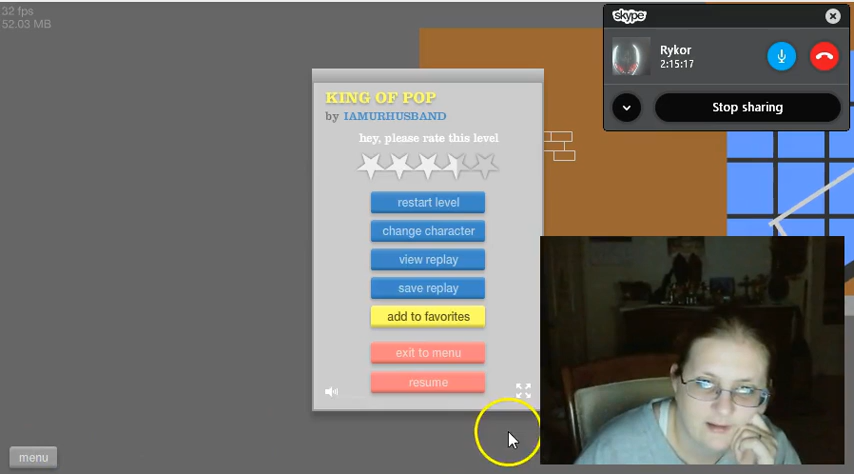 32 fps
52.03 MB
skype
Rykor
2:15:17
Stop sharing
KING OF POP
by IAMURHUSBAND
hey, please rate this level
restart level
change character
view replay
save replay
add to favorites
exit to menu
resume
menu